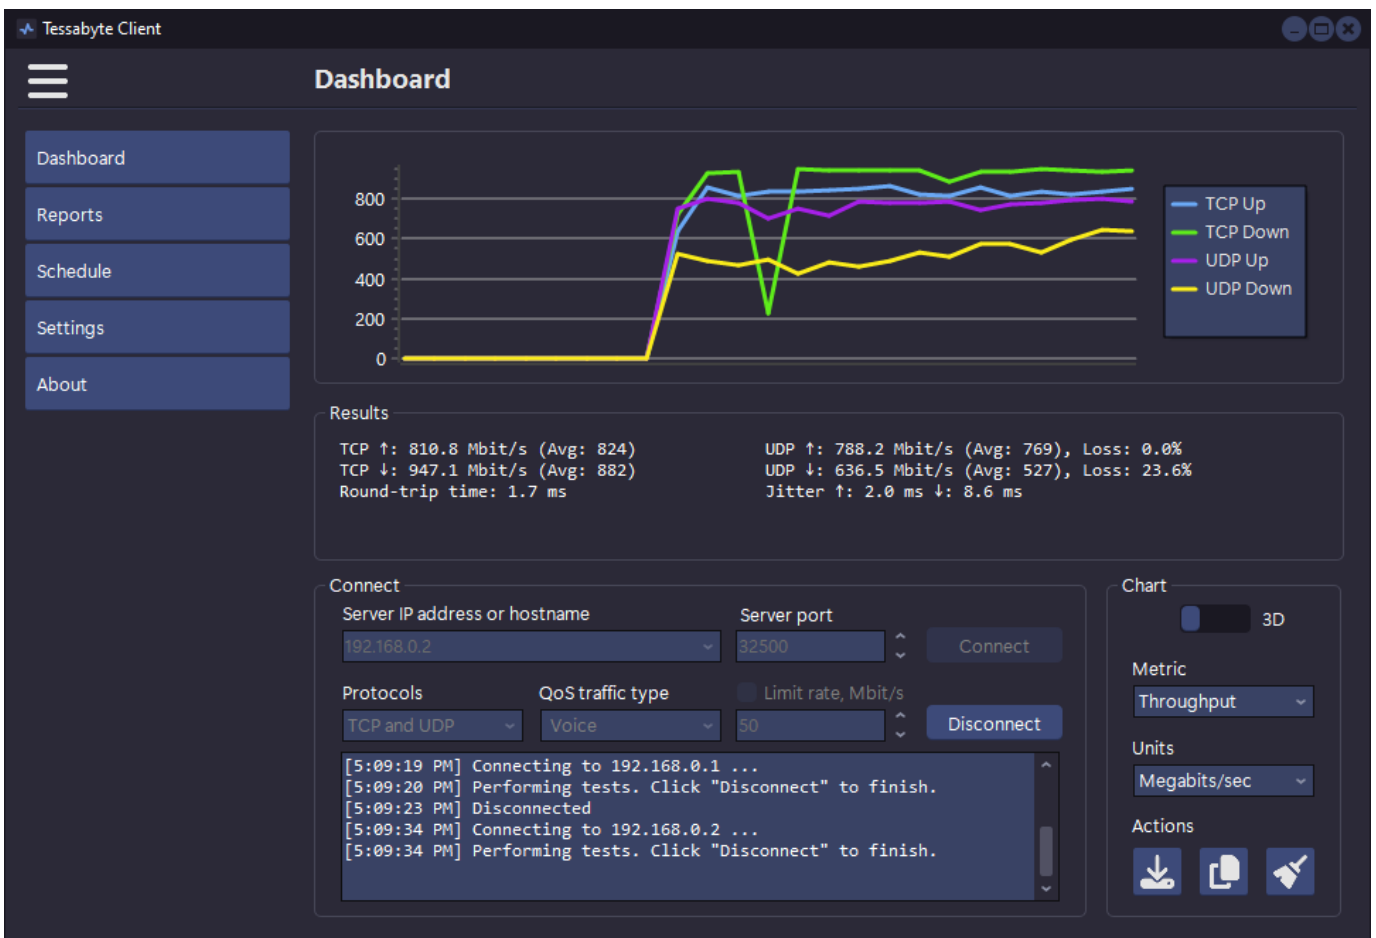 Tessabyte Client
Dashboard
Dashboard
Reports
Schedule
Settings
About
800
600
400
200
0
TCP Up
TCP Down
UDP Up
UDP Down
Results
TCP ↑: 810.8 Mbit/s (Avg: 824)
TCP ↓: 947.1 Mbit/s (Avg: 882)
Round-trip time: 1.7 ms
UDP ↑: 788.2 Mbit/s (Avg: 769), Loss: 0.0%
UDP ↓: 636.5 Mbit/s (Avg: 527), Loss: 23.6%
Jitter ↑: 2.0 ms ↓: 8.6 ms
Connect
Server IP address or hostname
Server port
192.168.0.2
32500
Connect
Protocols
QoS traffic type
Limit rate, Mbit/s
TCP and UDP
Voice
50
Disconnect
[5:09:19 PM] Connecting to 192.168.0.1 ...
[5:09:20 PM] Performing tests. Click "Disconnect" to finish.
[5:09:23 PM] Disconnected
[5:09:34 PM] Connecting to 192.168.0.2 ...
[5:09:34 PM] Performing tests. Click "Disconnect" to finish.
Chart
3D
Metric
Throughput
Units
Megabits/sec
Actions